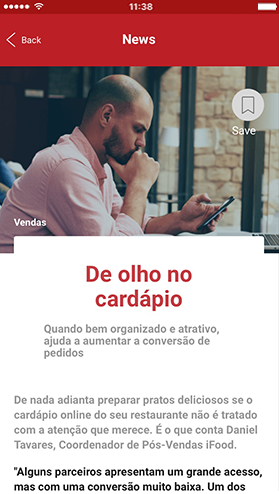 11:38
Back
News
Save
Vendas
De olho no
cardápio
Quando bem organizado e atrativo,
ajuda a aumentar a conversão de
pedidos
De nada adianta preparar pratos deliciosos se o
cardápio online do seu restaurante não é tratado
com a atenção que merece. É o que conta Daniel
Tavares, Coordenador de Pós-Vendas iFood.
"Alguns parceiros apresentam um grande acesso,
mas com uma conversão muito baixa. Um dos